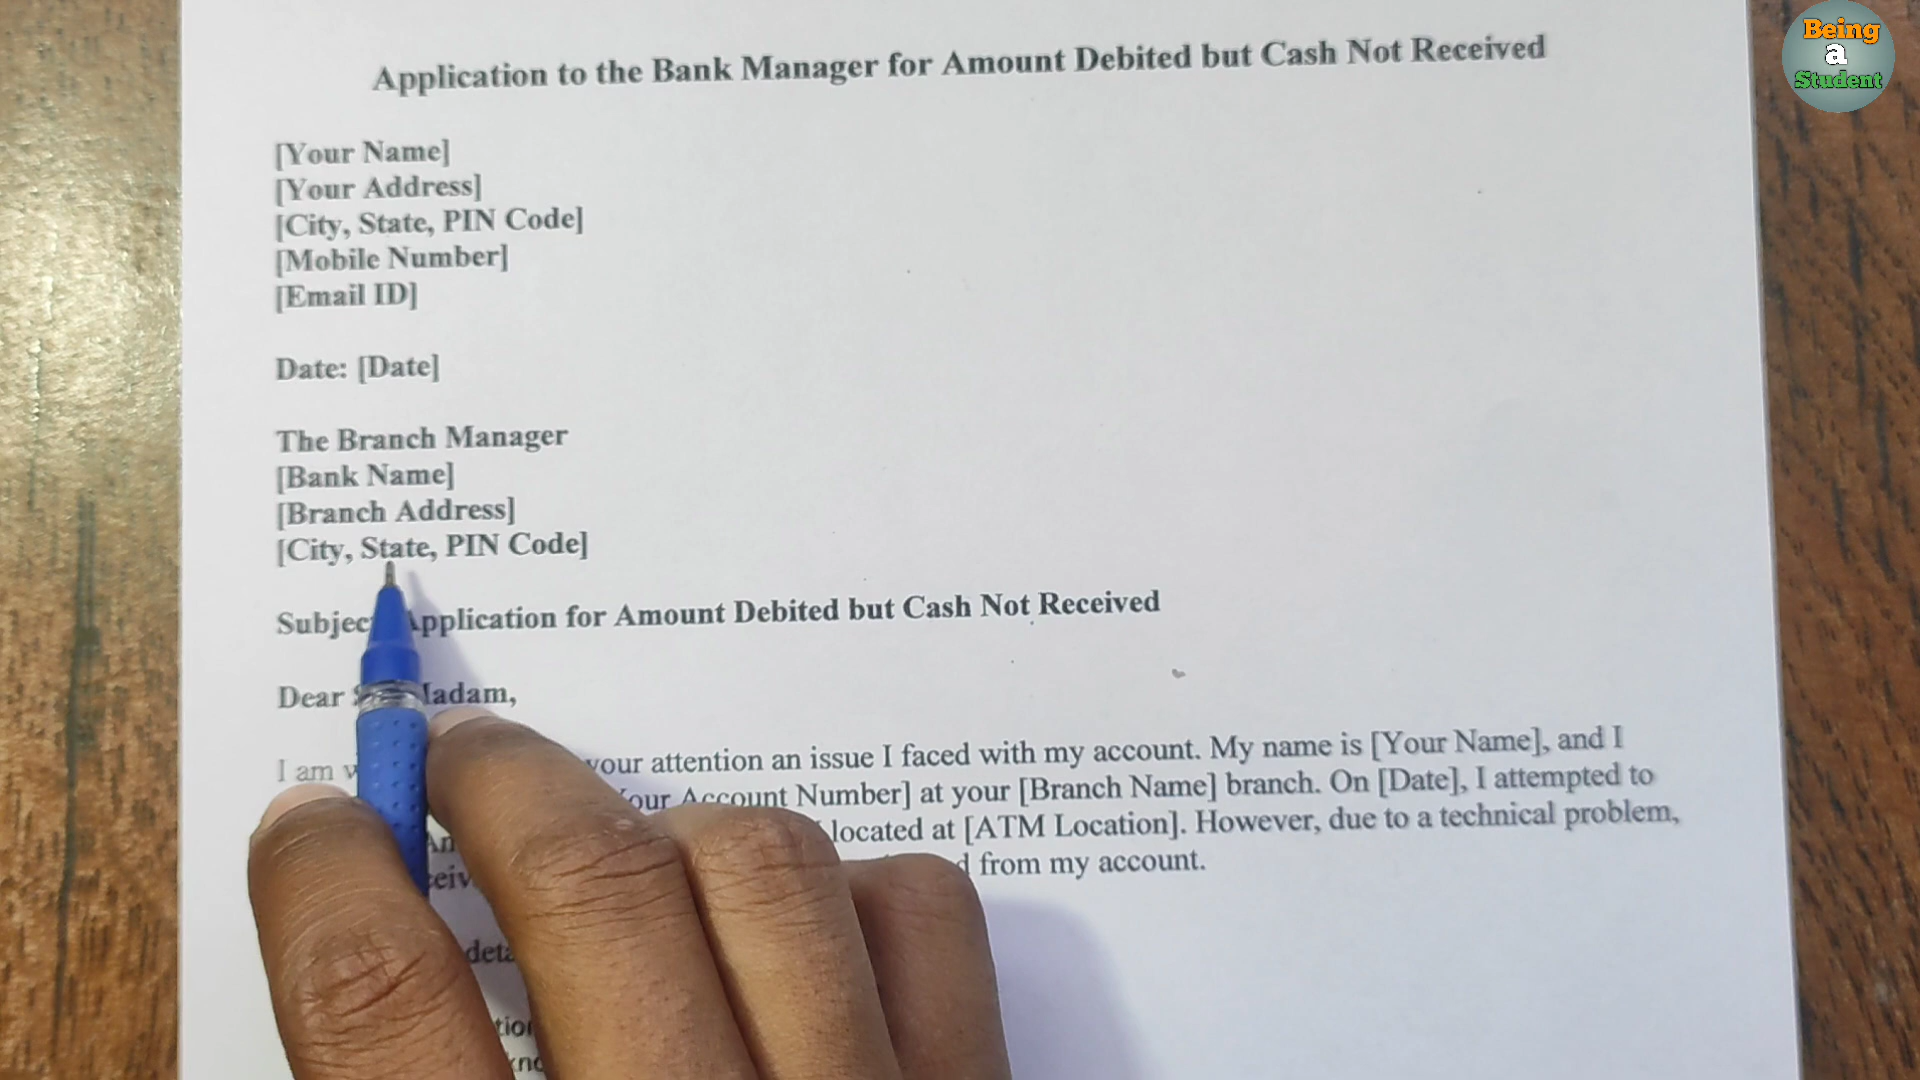 Being
a
Student
Application to the Bank Manager for Amount Debited but Cash Not Received
[Your Name]
[Your Address]
[City, State, PIN Code]
[Mobile Number]
[Email ID]
Date: [Date]
The Branch Manager
[Bank Name]
[Branch Address]
[City, State, PIN Code]
Application for Amount Debited but Cash Not Received
Dear
I am your attention an issue I faced with my account. My name is [Your Name], and I
Account Number] at your [Branch Name] branch. On [Date], I attempted to
located at [ATM Location]. However, due to a technical problem,
from my account.